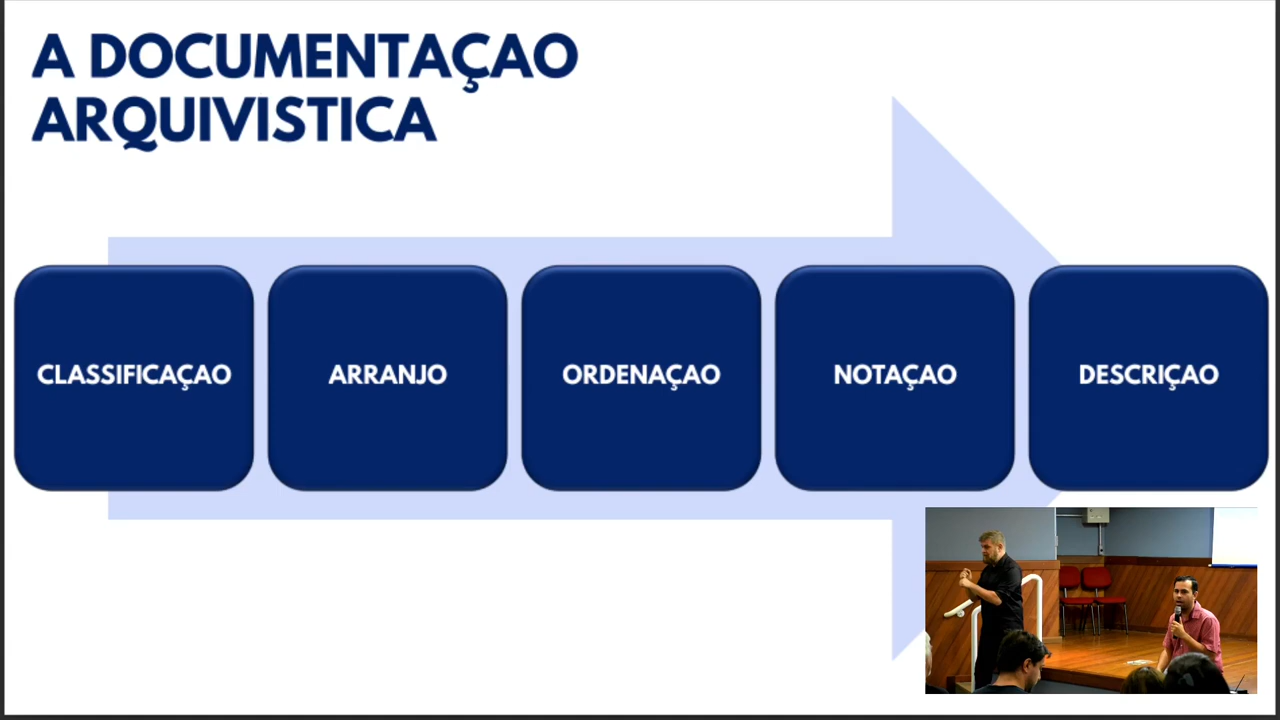 A DOCUMENTAÇAO
ARQUIVISTICA
CLASSIFICAÇAO
ARRANJO
ORDENAÇAO
NOTAÇAO
DESCRIÇAO